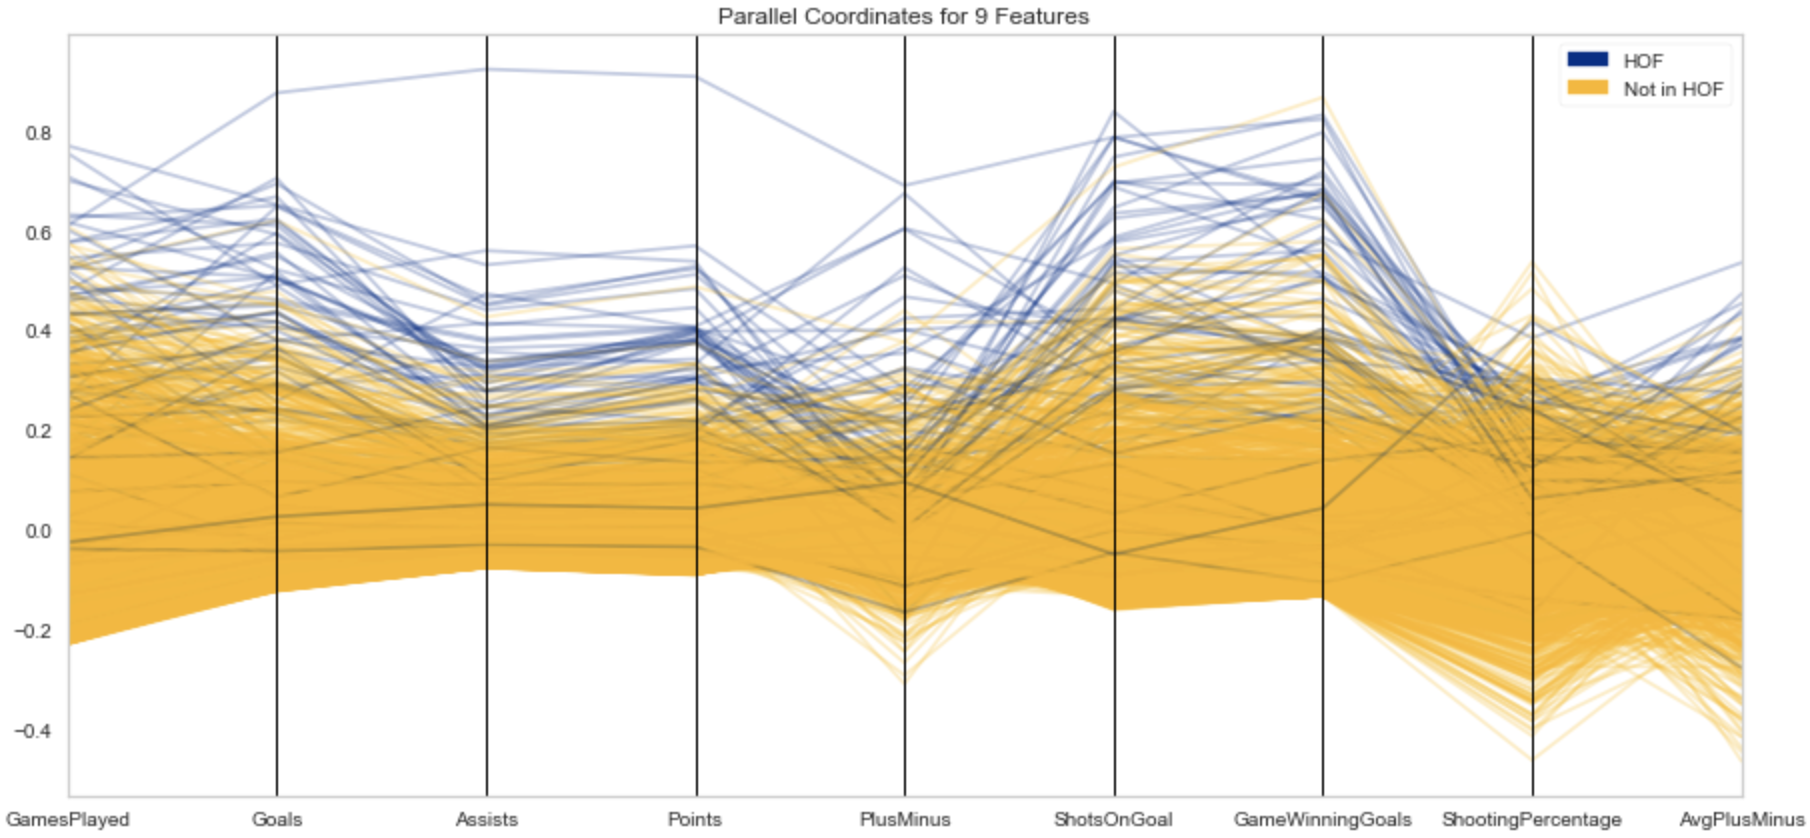 Parallel Coordinates for 9 Features
HOF
Not in HOF
0.8
0.6
0.4
0.2
0.0
−0.2
−0.4
GamesPlayed Goals Assists Points PlusMinus ShotsOnGoal GameWinningGoals ShootingPercentage AvgPlusMinus